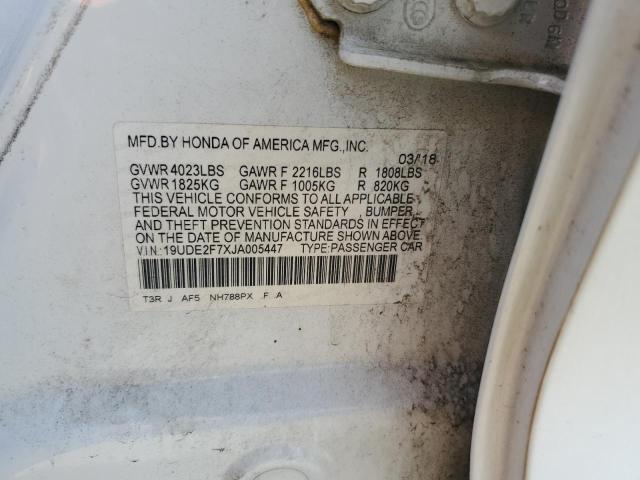 MFD.BY HONDA OF AMERICA MFG.,INC.
03/18
GVWR 4023LBS GAWR F 2216LBS R 1808LBS
GVWR 1825KG GAWR F 1005KG R 820KG
THIS VEHICLE CONFORMS TO ALL APPLICABLE
FEDERAL MOTOR VEHICLE SAFETY , BUMPER,
AND THEFT PREVENTION STANDARDS IN EFFECT
ON THE DATE OF MANUFACTURE SHOWN ABOVE
VIN:19UDE2F7XJA005447 TYPE:PASSENGER CAR
T3R J AF5 NH788PX F A